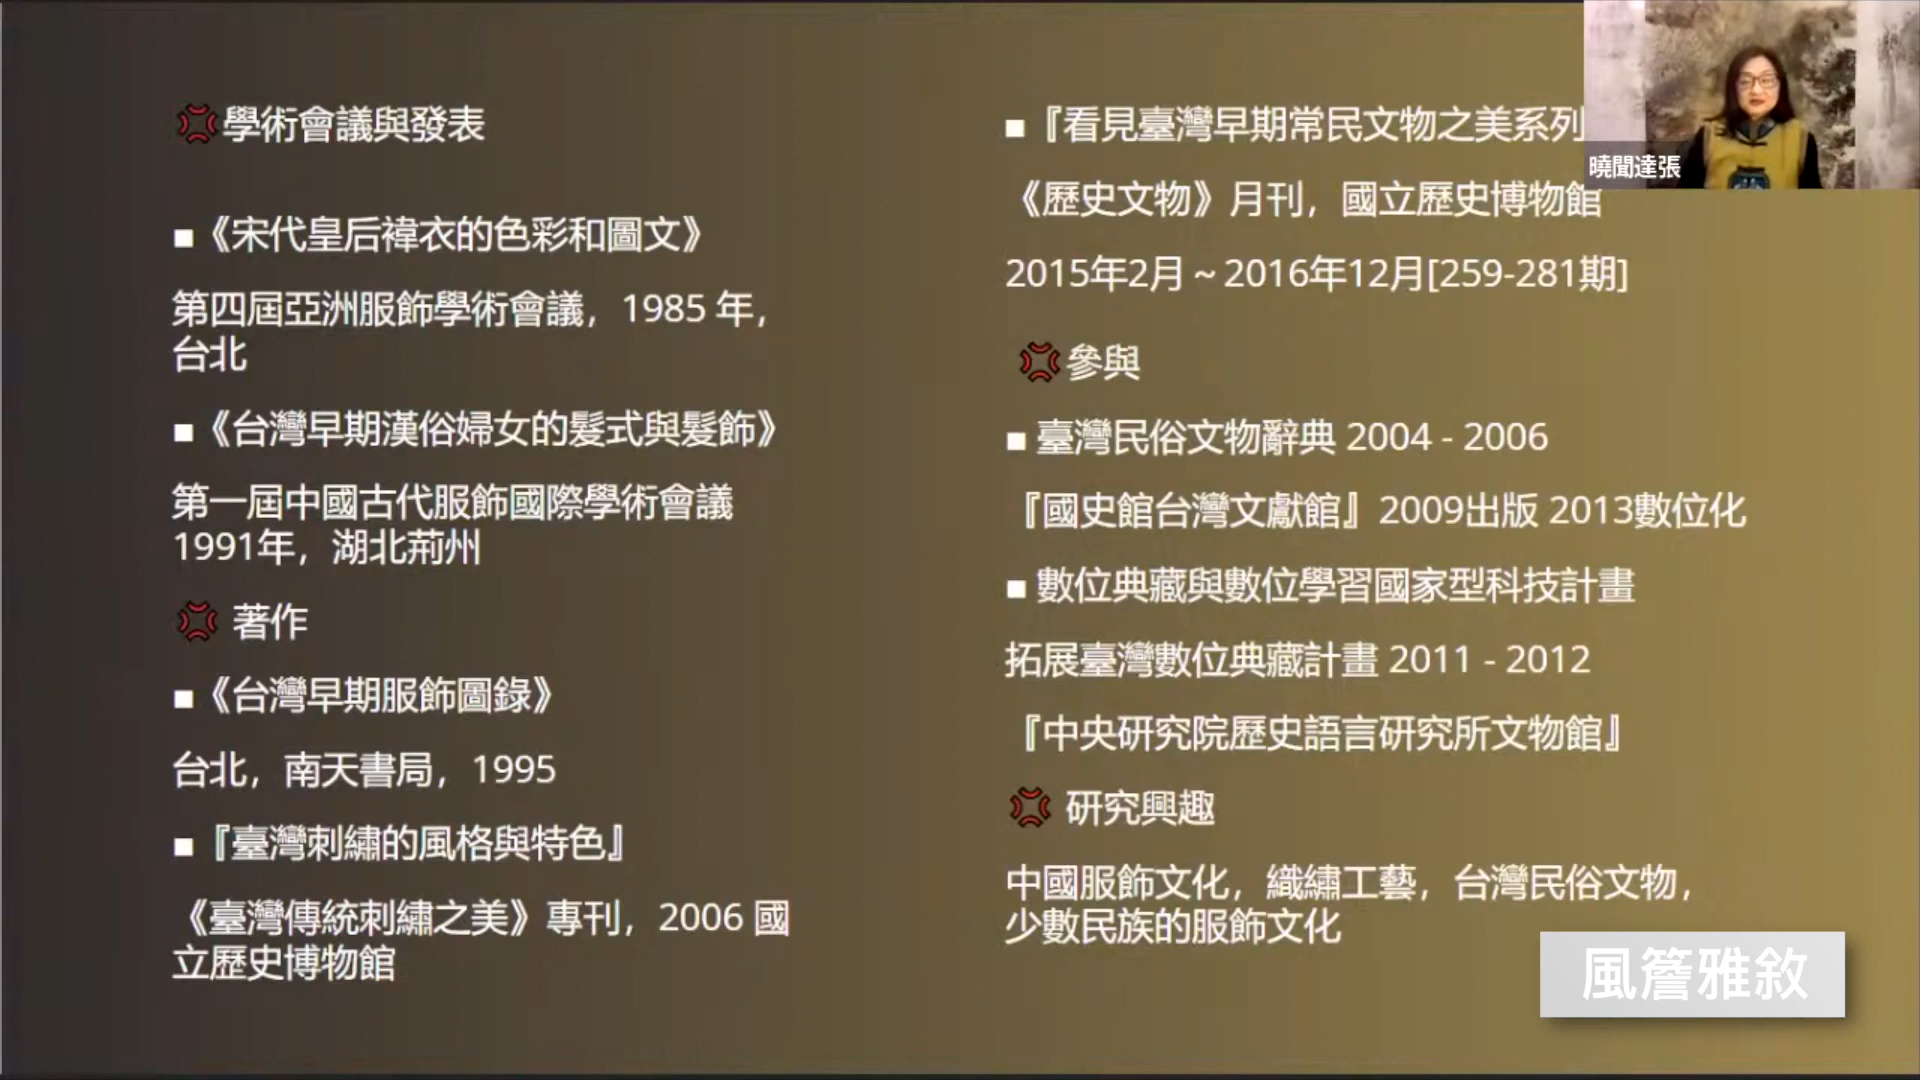 學術會議與發表
■《宋代皇后褘衣的色彩和圖文》
第四屆亞洲服飾學術會議，1985 年，
台北
■《台灣早期漢俗婦女的髮式與髮飾》
第一屆中國古代服飾國際學術會議
1991年，湖北荊州
著作
■《台灣早期服飾圖錄》
台北，南天書局，1995
■『臺灣刺繡的風格與特色』
《臺灣傳統刺繡之美》專刊，2006 國
立歷史博物館
■『看見臺灣早期常民文物之美系列
《歷史文物》月刊，國立歷史博物館
2015年2月～2016年12月[259-281期]
參與
■ 臺灣民俗文物辭典 2004 - 2006
『國史館台灣文獻館』2009出版 2013數位化
■ 數位典藏與數位學習國家型科技計畫
拓展臺灣數位典藏計畫 2011 - 2012
『中央研究院歷史語言研究所文物館』
研究興趣
中國服飾文化，織繡工藝，台灣民俗文物，
少數民族的服飾文化
曉聞達張
風簷雅敘